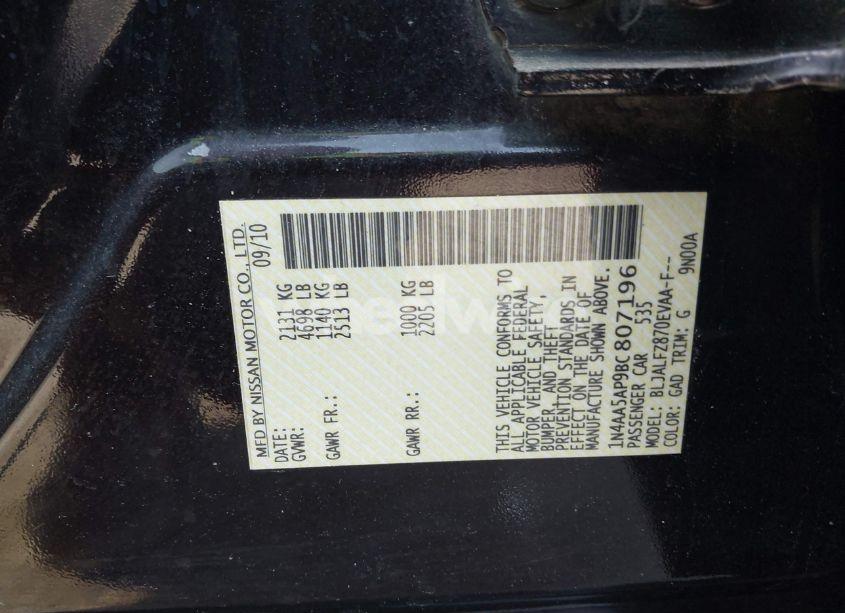 MFD BY NISSAN MOTOR CO., LTD.
DATE: 09/10
GVWR: 2131 KG
4698 LB
GAWR FR.: 1140 KG
2513 LB
GAWR RR.: 1000 KG
2205 LB
THIS VEHICLE CONFORMS TO
ALL APPLICABLE FEDERAL
MOTOR VEHICLE SAFETY,
BUMPER, AND THEFT
PREVENTION STANDARDS IN
EFFECT ON THE DATE OF
MANUFACTURE SHOWN ABOVE.
1N4AA5AP9BC807196
PASSENGER CAR 535
MODEL: BLJALFZ870EVAA-F--
COLOR: GAD TRIM: G 9N00A